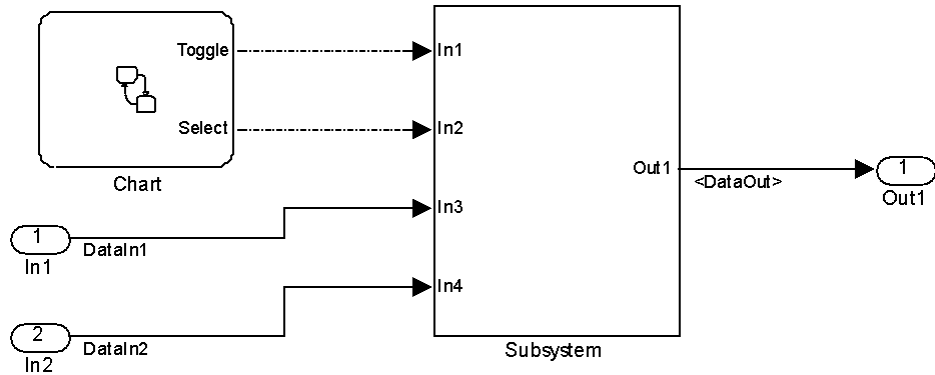 Toggle
In1
Select
In2
Chart
Out1
<DataOut>
1
Out1
In3
1
DataIn1
In1
In4
2
DataIn2
In2
Subsystem